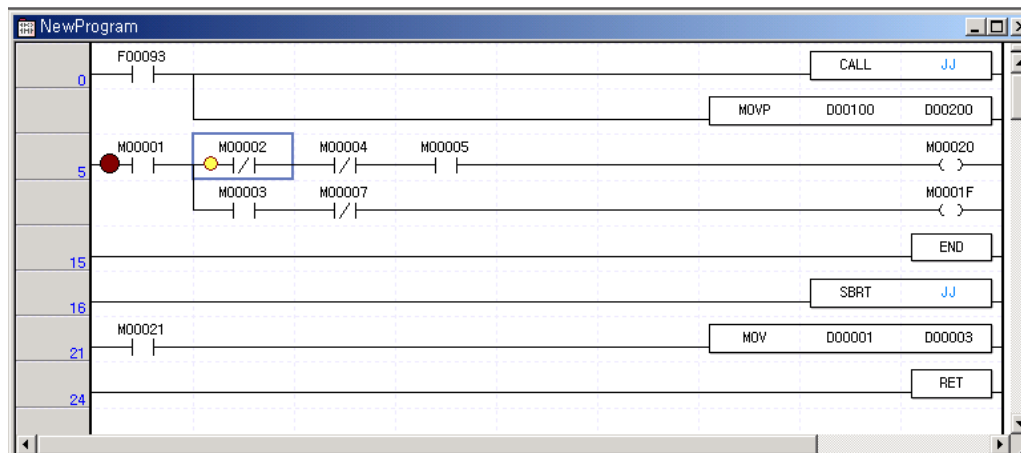 NewProgram
F00093
0
CALL JJ
MOVP D00100 D00200
M00001 M00002 M00004 M00005 M00020
5
M00003 M00007 M0001F
END
15
SBRT JJ
16
M00021
MOV D00001 D00003
21
RET
24